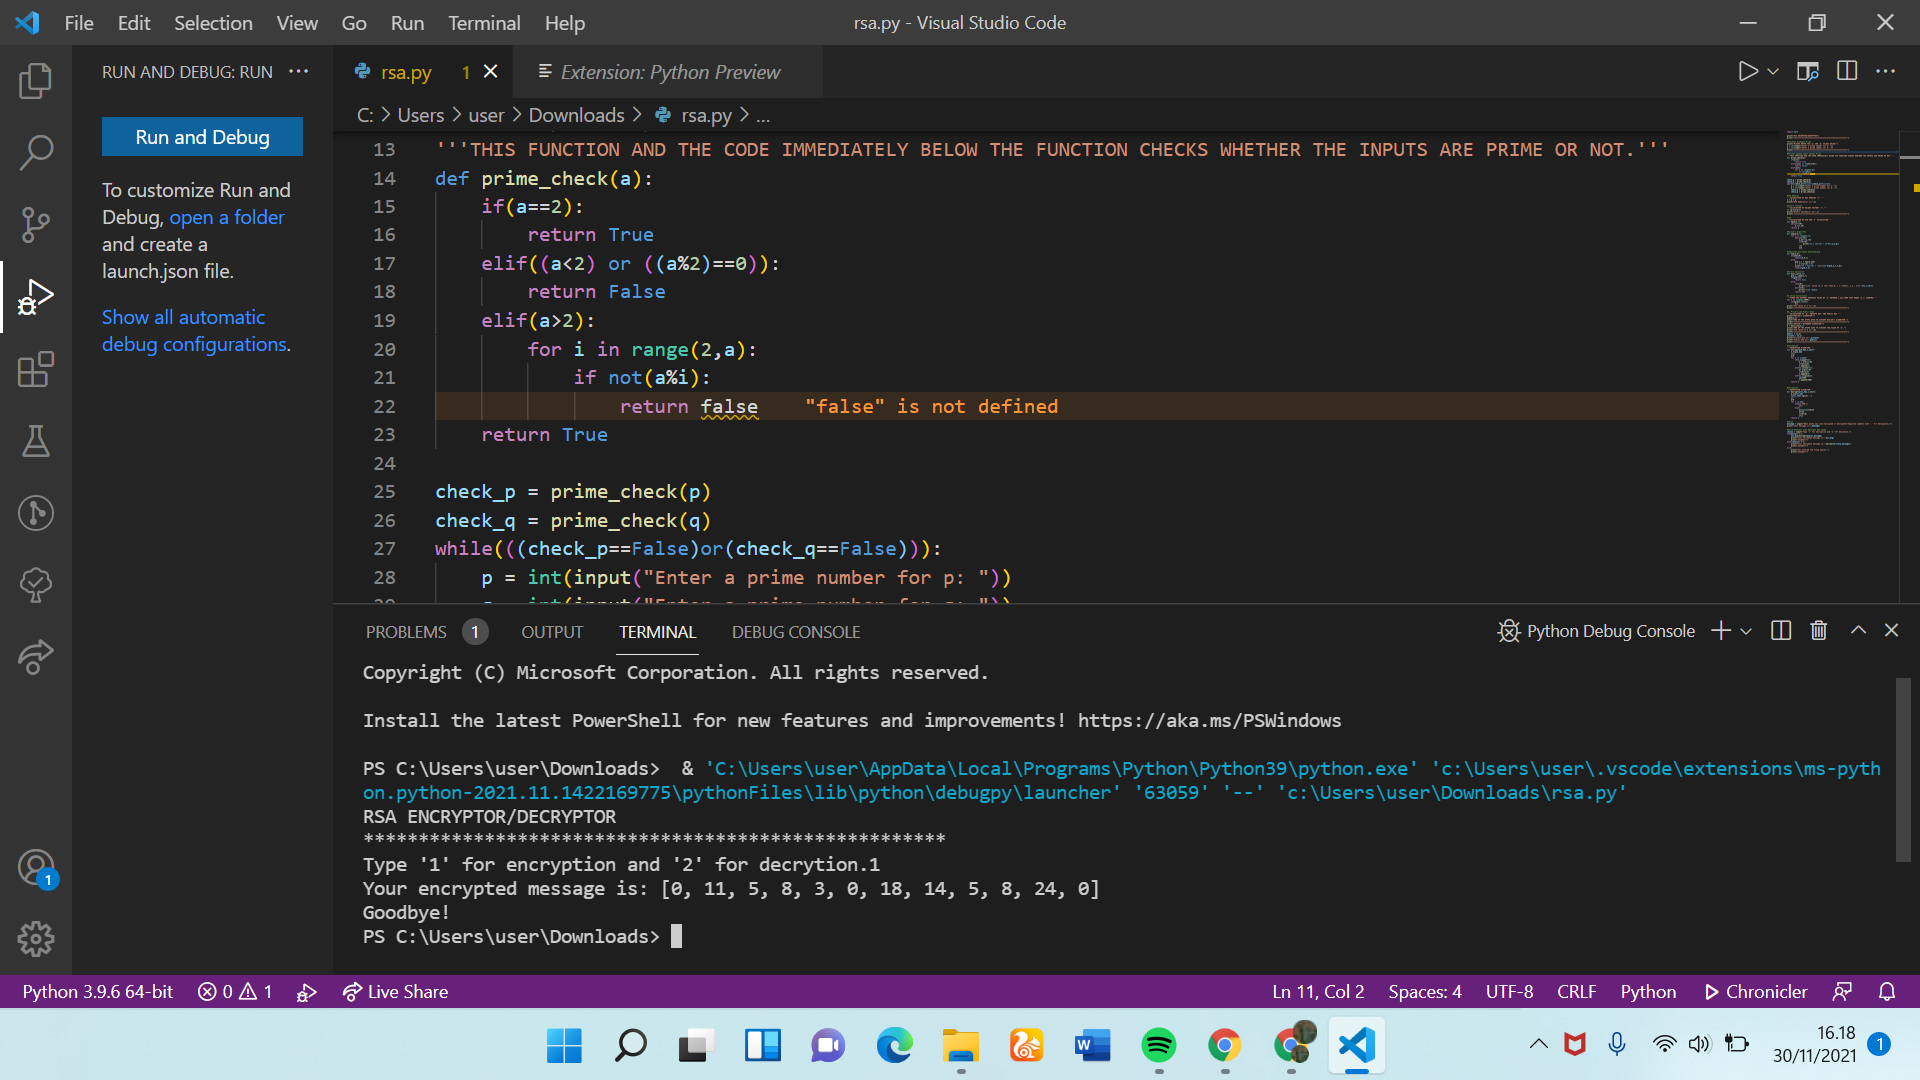 File Edit Selection View Go Run Terminal Help
rsa.py - Visual Studio Code
RUN AND DEBUG: RUN ...
rsa.py 1
Extension: Python Preview
Run and Debug
C: > Users > user > Downloads > rsa.py > ...
To customize Run and
Debug, open a folder
and create a
launch.json file.
Show all automatic
debug configurations.
13 '''THIS FUNCTION AND THE CODE IMMEDIATELY BELOW THE FUNCTION CHECKS WHETHER THE INPUTS ARE PRIME OR NOT.'''
14 def prime_check(a):
15     if(a==2):
16         return True
17     elif((a<2) or ((a%2)==0)):
18         return False
19     elif(a>2):
20         for i in range(2,a):
21             if not(a%i):
22                 return false    "false" is not defined
23     return True
24
25 check_p = prime_check(p)
26 check_q = prime_check(q)
27 while(((check_p==False)or(check_q==False))):
28     p = int(input("Enter a prime number for p: "))
PROBLEMS 1 OUTPUT TERMINAL DEBUG CONSOLE
Python Debug Console
Copyright (C) Microsoft Corporation. All rights reserved.
Install the latest PowerShell for new features and improvements! https://aka.ms/PSWindows
PS C:\Users\user\Downloads>  & 'C:\Users\user\AppData\Local\Programs\Python\Python39\python.exe' 'c:\Users\user\.vscode\extensions\ms-pyth
on.python-2021.11.1422169775\pythonFiles\lib\python\debugpy\launcher' '63059' '--' 'c:\Users\user\Downloads\rsa.py'
RSA ENCRYPTOR/DECRYPTOR
*****************************************************
Type '1' for encryption and '2' for decrytion.1
Your encrypted message is: [0, 11, 5, 8, 3, 0, 18, 14, 5, 8, 24, 0]
Goodbye!
PS C:\Users\user\Downloads>
1
Python 3.9.6 64-bit 0 1 Live Share
Ln 11, Col 2 Spaces: 4 UTF-8 CRLF Python Chronicler
W
16.18
30/11/2021
1